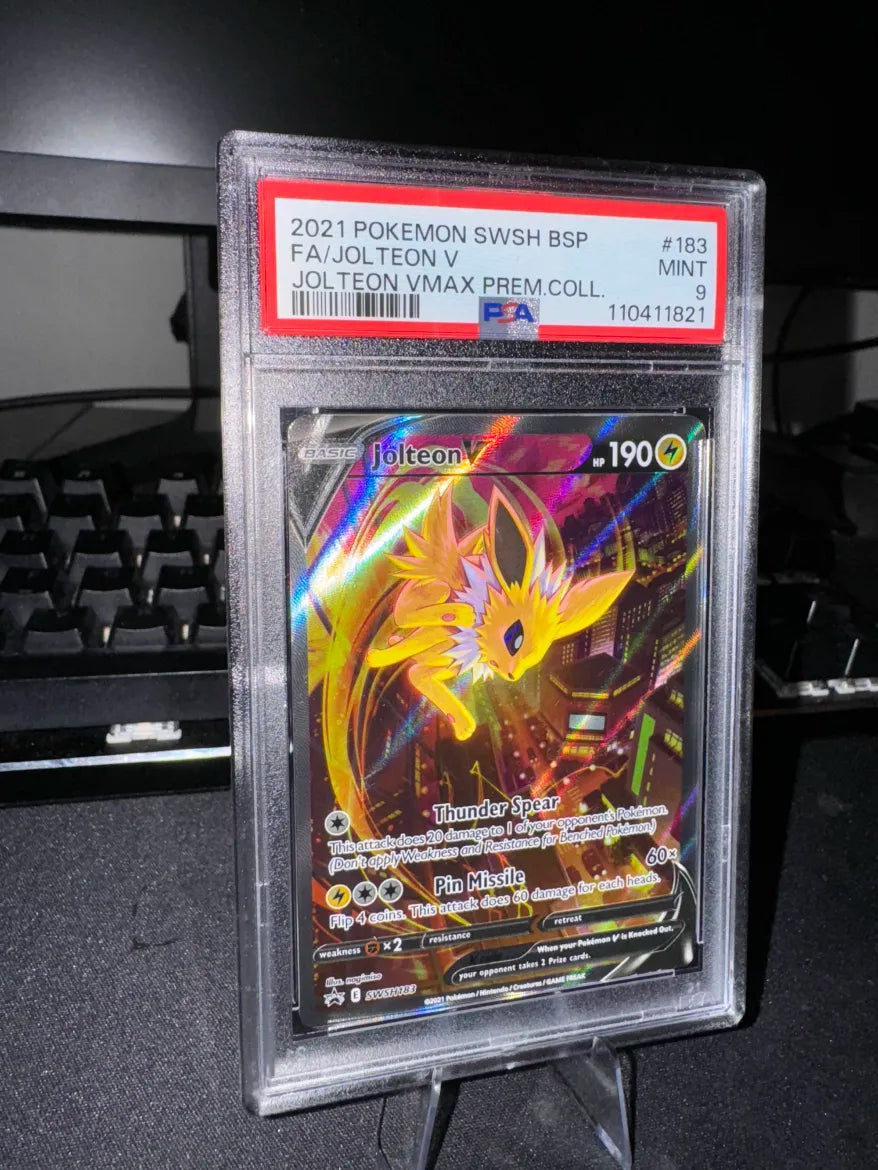 2021 POKEMON SWSH BSP
#183
FA/JOLTEON V
MINT
JOLTEON VMAX PREM.COLL.
9
PSA
110411821
BASIC
Jolteon V
HP 190
Thunder Spear
This attack does 20 damage to 1 of your opponent's Pokémon.
(Don't apply Weakness and Resistance for Benched Pokémon.)
Pin Missile
60×
Flip 4 coins. This attack does 60 damage for each heads.
weakness ×2
resistance
retreat
When your Pokémon V is Knocked Out,
your opponent takes 2 Prize cards.
Illus. nagimiso
E SWSH183
©2021 Pokémon / Nintendo / Creatures / GAME FREAK